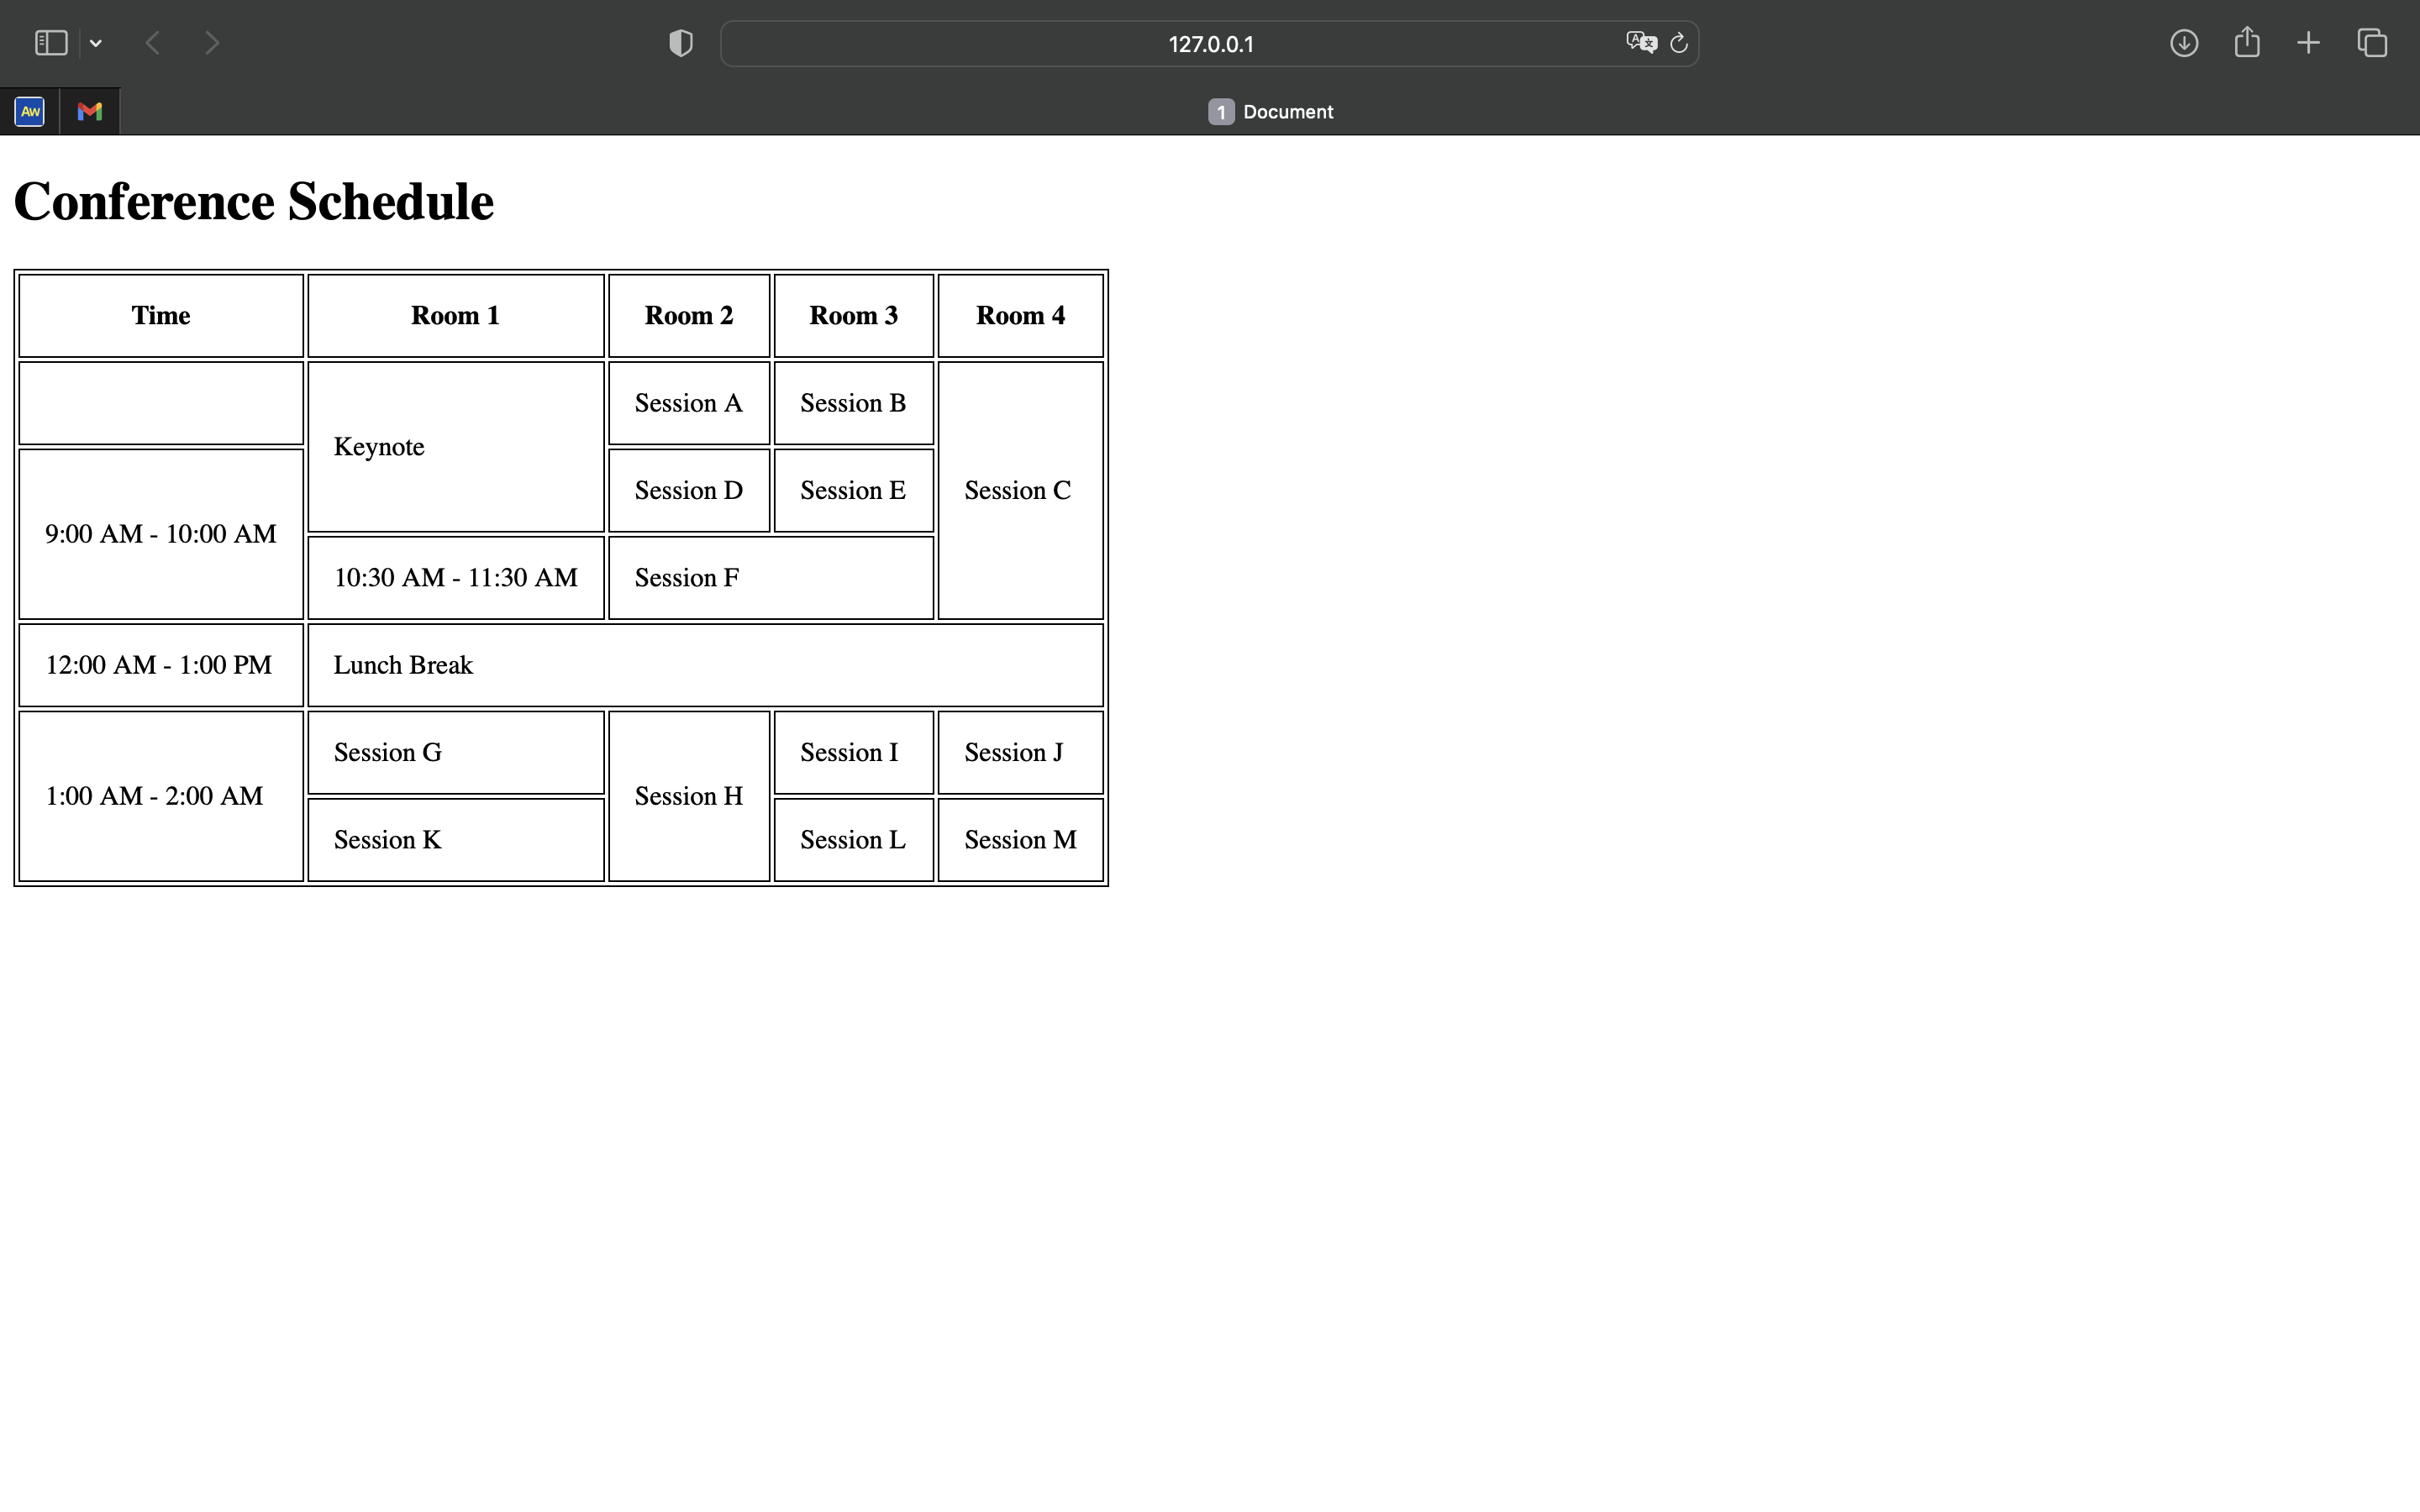 127.0.0.1
Aw
1 Document
Conference Schedule
Time Room 1 Room 2 Room 3 Room 4
Keynote Session A Session B Session C
9:00 AM - 10:00 AM Session D Session E
10:30 AM - 11:30 AM Session F
12:00 AM - 1:00 PM Lunch Break
1:00 AM - 2:00 AM Session G Session H Session I Session J
Session K Session L Session M